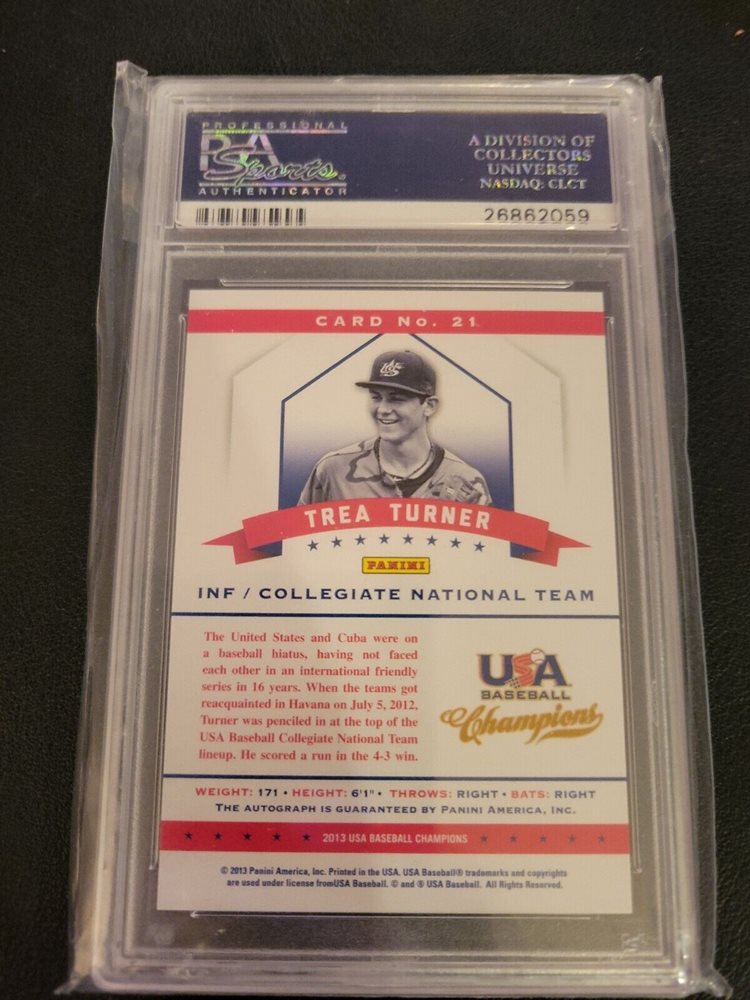 PROFESSIONAL
PSA
Sports
AUTHENTICATOR
A DIVISION OF
COLLECTORS
UNIVERSE
NASDAQ: CLCT
26862059
CARD No. 21
US
TREA TURNER
PANINI
INF / COLLEGIATE NATIONAL TEAM
The United States and Cuba were on
a baseball hiatus, having not faced
each other in an international friendly
series in 16 years. When the teams got
reacquainted in Havana on July 5, 2012,
Turner was penciled in at the top of the
USA Baseball Collegiate National Team
lineup. He scored a run in the 4-3 win.
USA
BASEBALL
Champions
WEIGHT: 171 • HEIGHT: 6'1" • THROWS: RIGHT • BATS: RIGHT
THE AUTOGRAPH IS GUARANTEED BY PANINI AMERICA, INC.
2013 USA BASEBALL CHAMPIONS
© 2013 Panini America, Inc. Printed in the USA. USA Baseball® trademarks and copyrights
are used under license fromUSA Baseball. © and ® USA Baseball. All Rights Reserved.